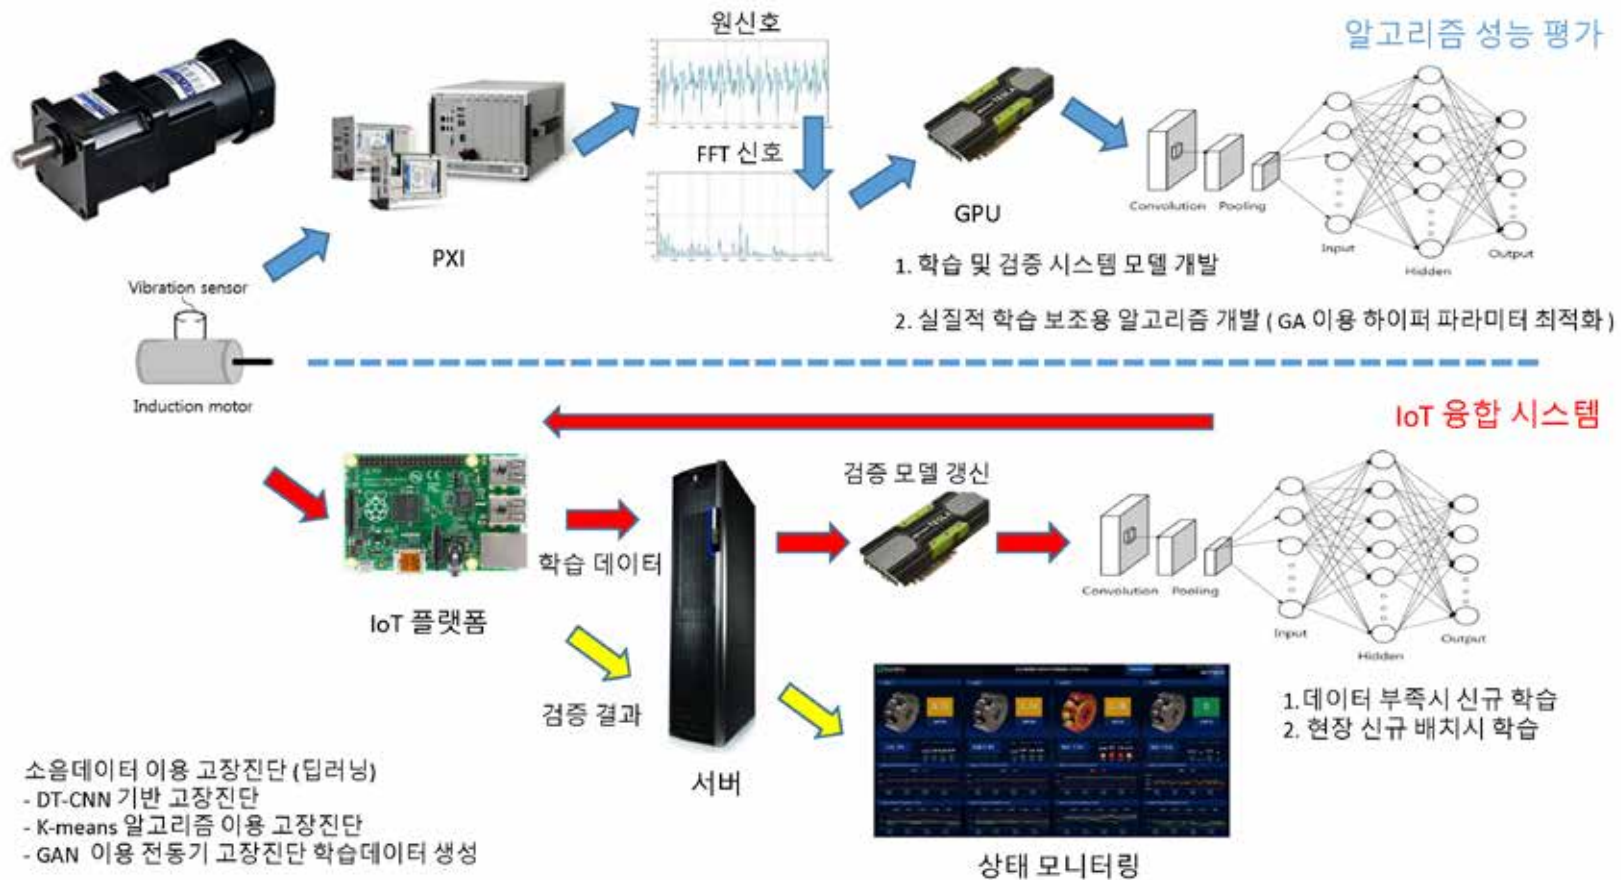 원신호
알고리즘 성능 평가
FFT 신호
PXI
GPU
Convolution
Pooling
Input
Hidden
Output
1. 학습 및 검증 시스템 모델 개발
2. 실질적 학습 보조용 알고리즘 개발 ( GA 이용 하이퍼 파라미터 최적화 )
Vibration sensor
Induction motor
IoT 융합 시스템
검증 모델 갱신
학습 데이터
IoT 플랫폼
Convolution
Pooling
Input
Hidden
Output
검증 결과
서버
1.데이터 부족시 신규 학습
2. 현장 신규 배치시 학습
상태 모니터링
소음데이터 이용 고장진단 (딥러닝)
- DT-CNN 기반 고장진단
- K-means 알고리즘 이용 고장진단
- GAN 이용 전동기 고장진단 학습데이터 생성